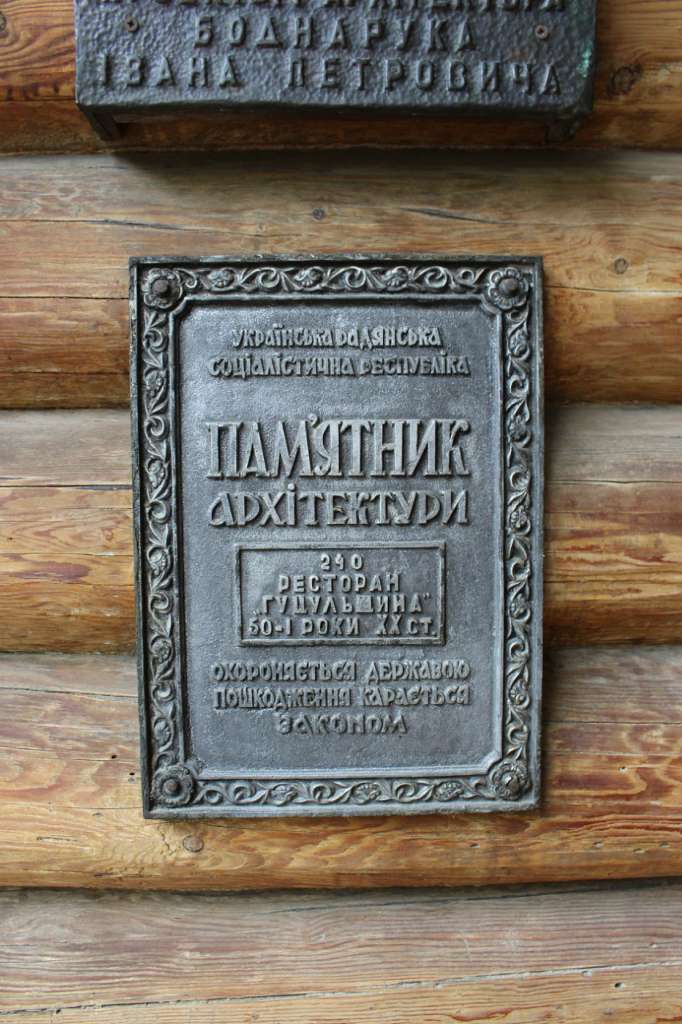 БОДНАРУКА
ІВАНА ПЕТРОВИЧА
УКРАЇНСЬКА РАДЯНСЬКА
СОЦІАЛІСТИЧНА РЕСПУБЛІКА
ПАМ'ЯТНИК
АРХІТЕКТУРИ
240
РЕСТОРАН
"ГУЦУЛЬЩИНА"
50-І РОКИ ХХ СТ.
ОХОРОНЯЄТЬСЯ ДЕРЖАВОЮ
ПОШКОДЖЕННЯ КАРАЄТЬСЯ
ЗАКОНОМ